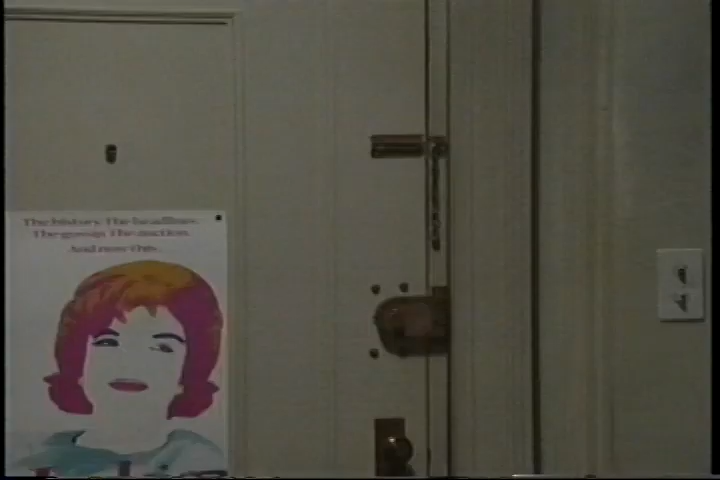 The history. The headlines.
The gossip. The auction.
And now this...